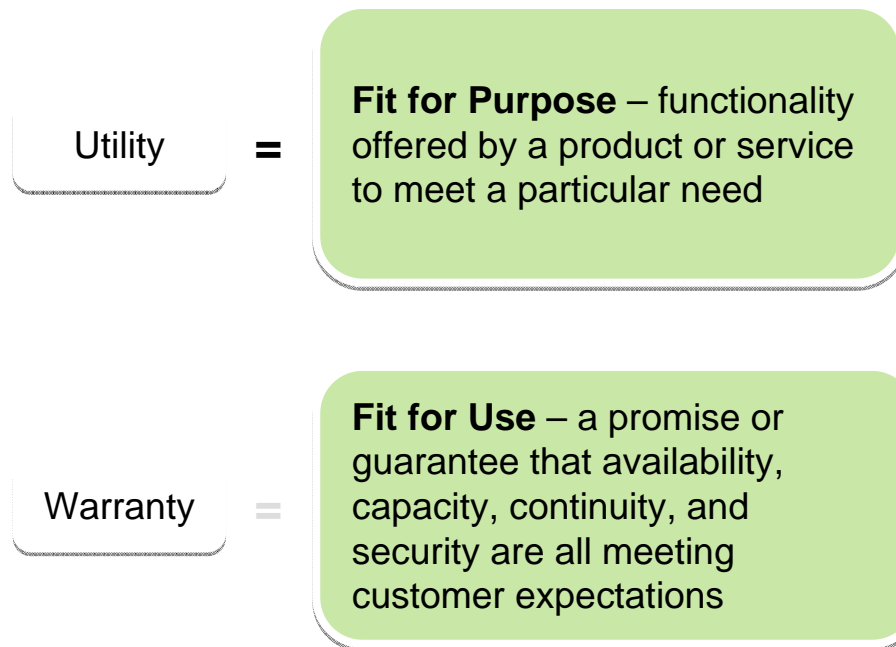 Utility = Fit for Purpose – functionality
offered by a product or service
to meet a particular need
Warranty = Fit for Use – a promise or
guarantee that availability,
capacity, continuity, and
security are all meeting
customer expectations